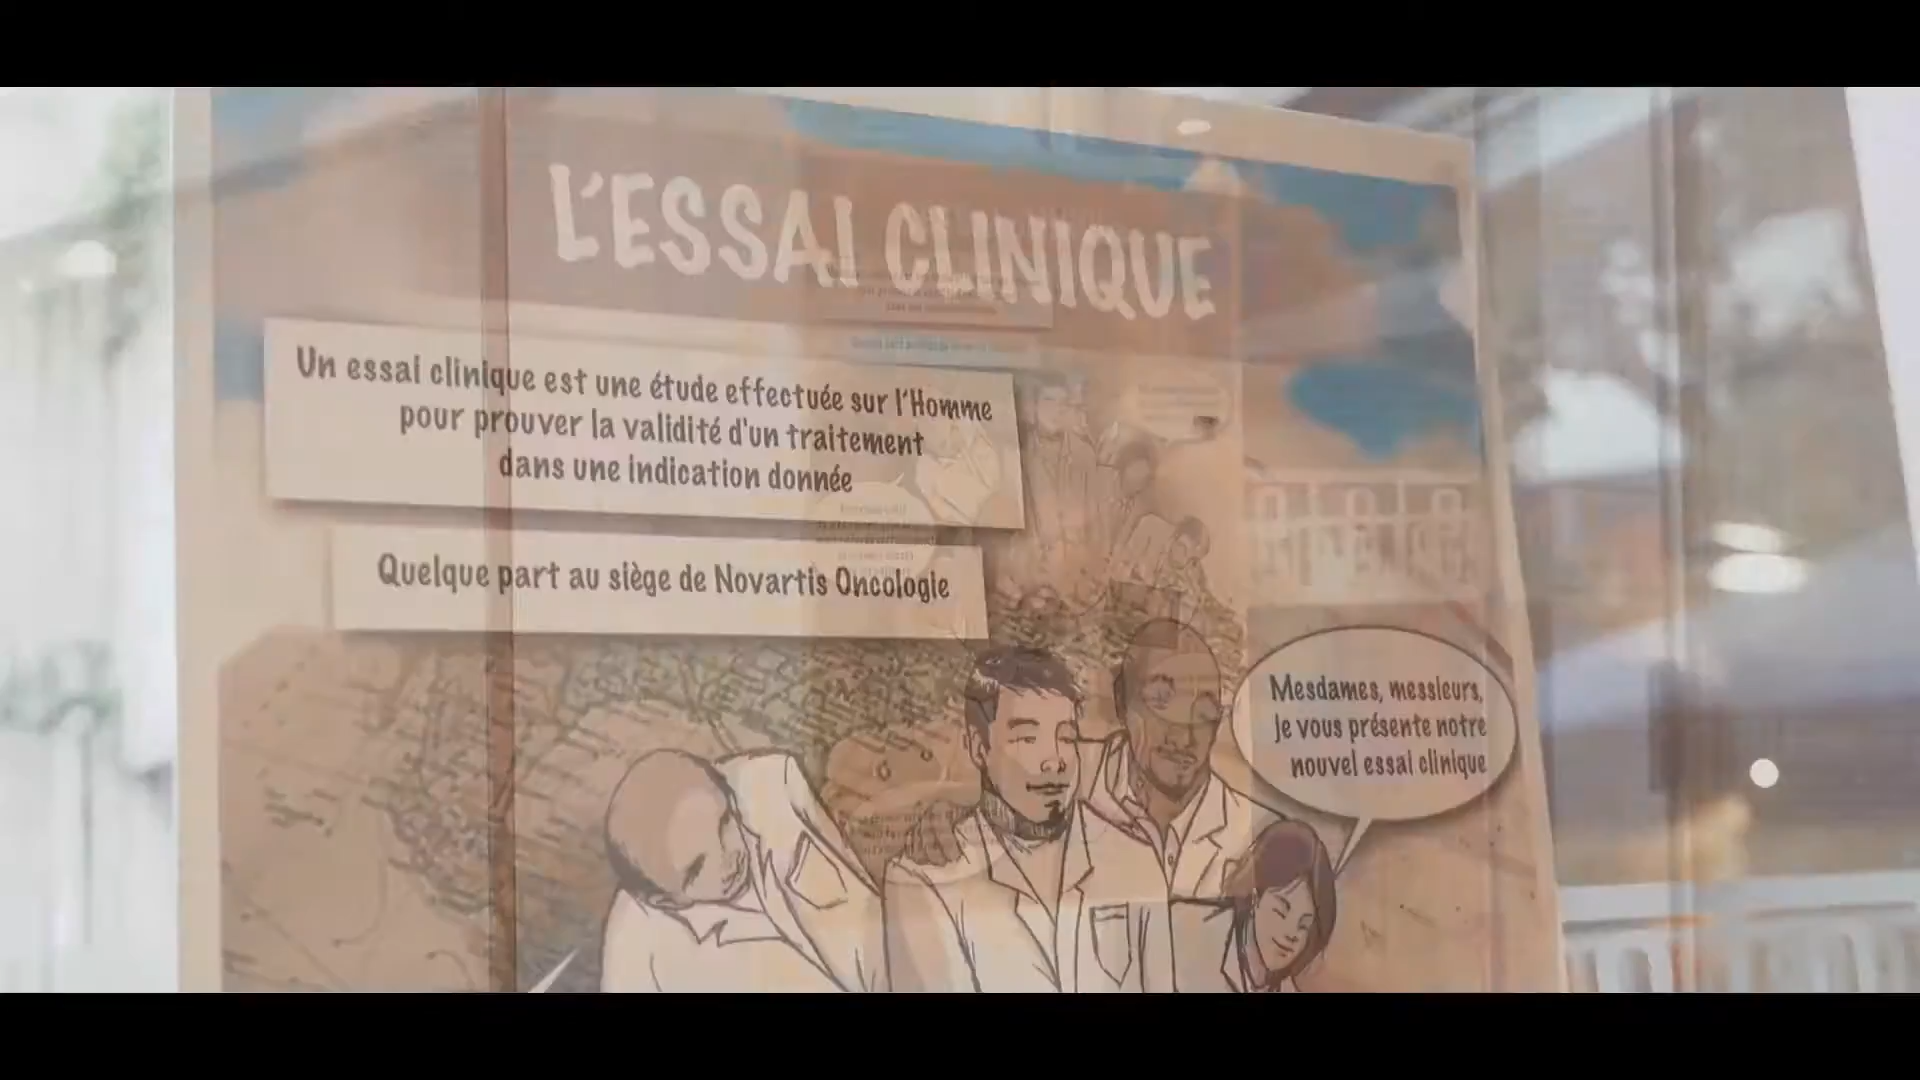 L'ESSAI CLINIQUE
Un essai clinique est une étude effectuée sur l'Homme
pour prouver la validité d'un traitement
dans une indication donnée
Quelque part au siège de Novartis Oncologie
Mesdames, messieurs,
je vous présente notre
nouvel essai clinique